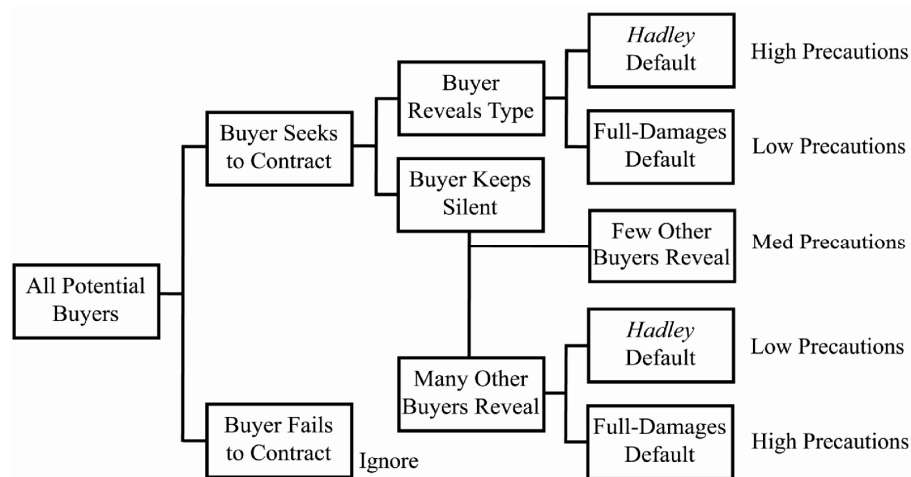 Hadley
Default
High Precautions
Buyer
Reveals Type
Buyer Seeks
to Contract
Full-Damages
Default
Low Precautions
Buyer Keeps
Silent
Few Other
Buyers Reveal
Med Precautions
All Potential
Buyers
Hadley
Default
Low Precautions
Many Other
Buyers Reveal
Buyer Fails
to Contract
Ignore
Full-Damages
Default
High Precautions